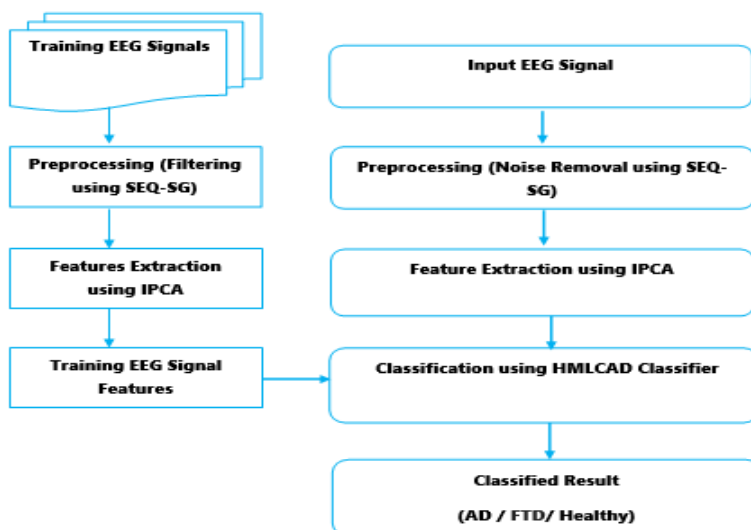 Training EEG Signals
Preprocessing (Filtering
using SEQ-SG)
Features Extraction
using IPCA
Training EEG Signal
Features
Input EEG Signal
Preprocessing (Noise Removal using SEQ-
SG)
Feature Extraction using IPCA
Classification using HMLCAD Classifier
Classified Result
(AD / FTD/ Healthy)